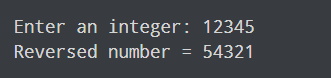 Enter an integer: 12345
Reversed number = 54321